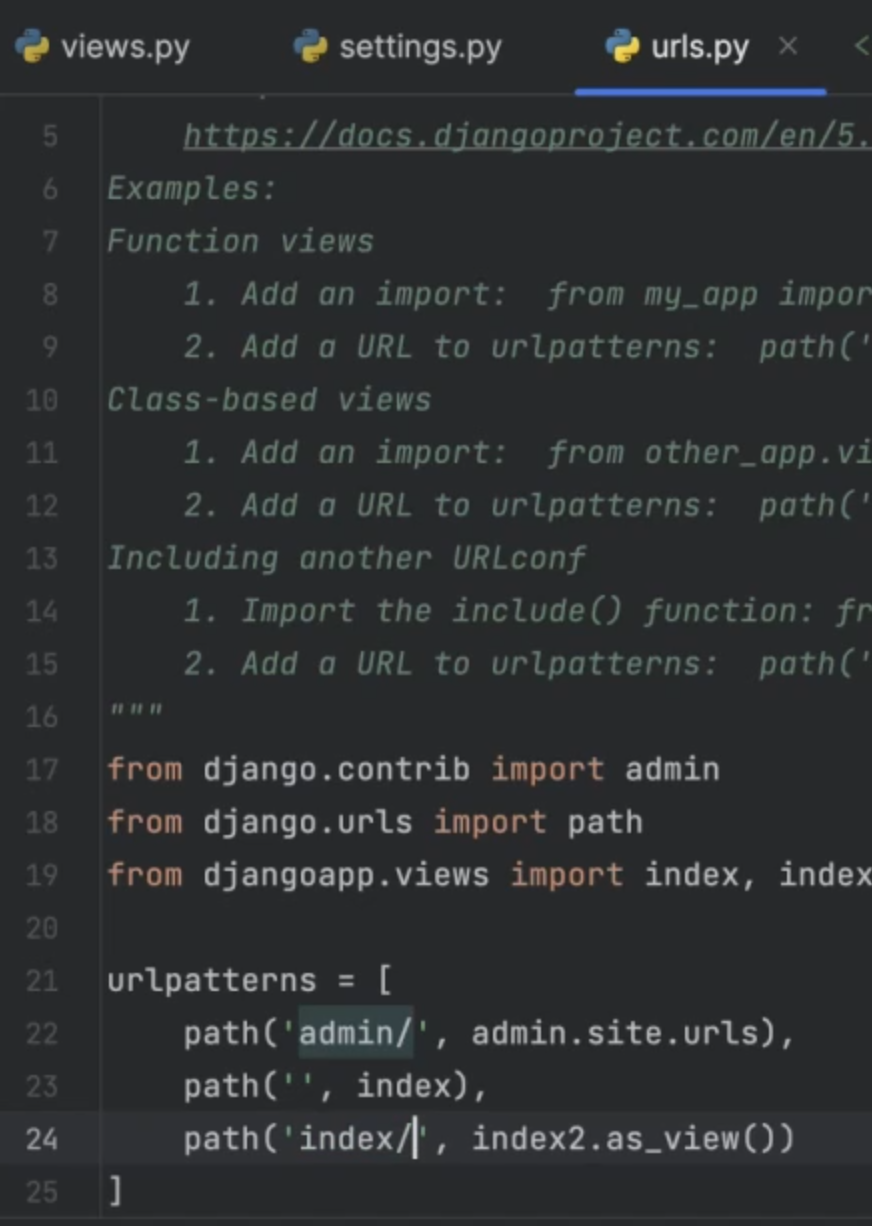 views.py settings.py urls.py ×
5 https://docs.djangoproject.com/en/5.
6 Examples:
7 Function views
8 1. Add an import:  from my_app impor
9 2. Add a URL to urlpatterns:  path('
10 Class-based views
11 1. Add an import:  from other_app.vi
12 2. Add a URL to urlpatterns:  path('
13 Including another URLconf
14 1. Import the include() function: fr
15 2. Add a URL to urlpatterns:  path('
16 """
17 from django.contrib import admin
18 from django.urls import path
19 from djangoapp.views import index, index
20
21 urlpatterns = [
22 path('admin/', admin.site.urls),
23 path('', index),
24 path('index/', index2.as_view())
25 ]